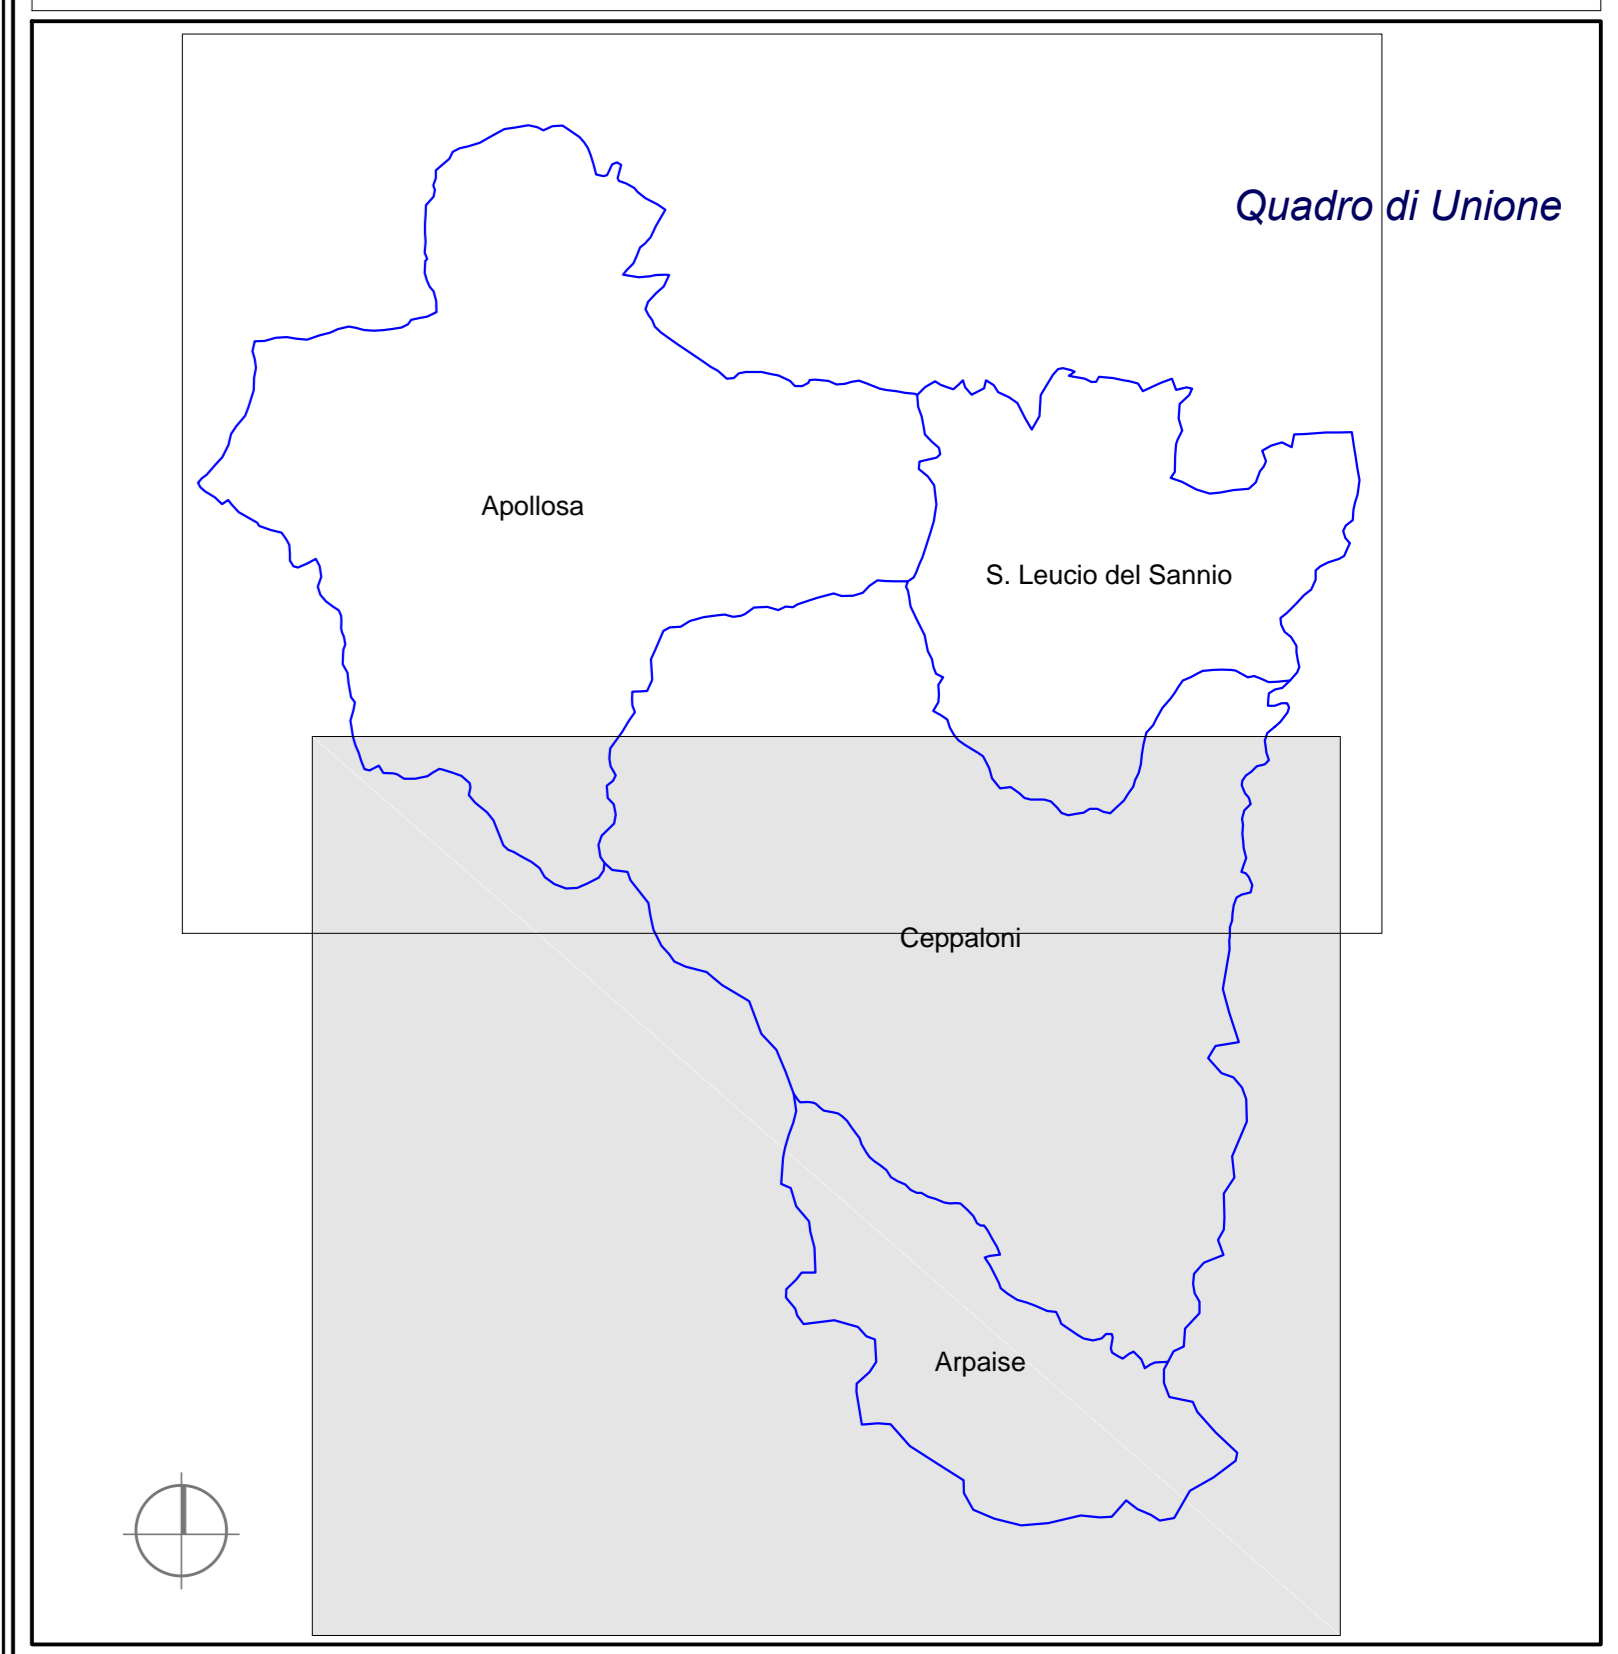 Quadro di Unione
Apollosa
S. Leucio del Sannio
Ceppaloni
Arpaise